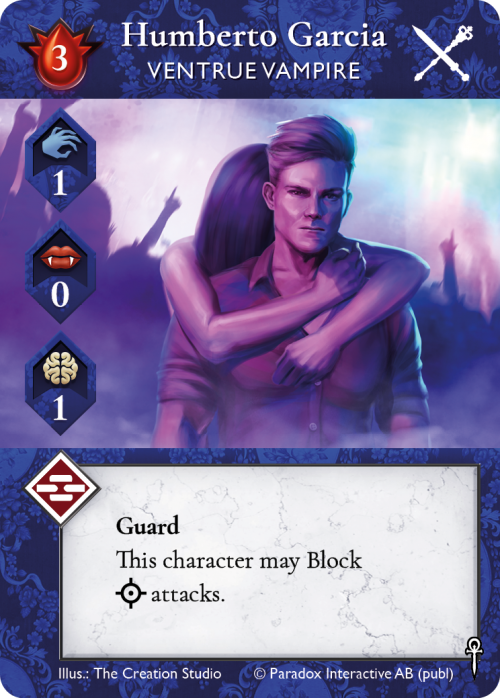 3
Humberto Garcia
VENTRUE VAMPIRE
1
0
1
Guard
This character may Block
attacks.
Illus.: The Creation Studio © Paradox Interactive AB (publ)